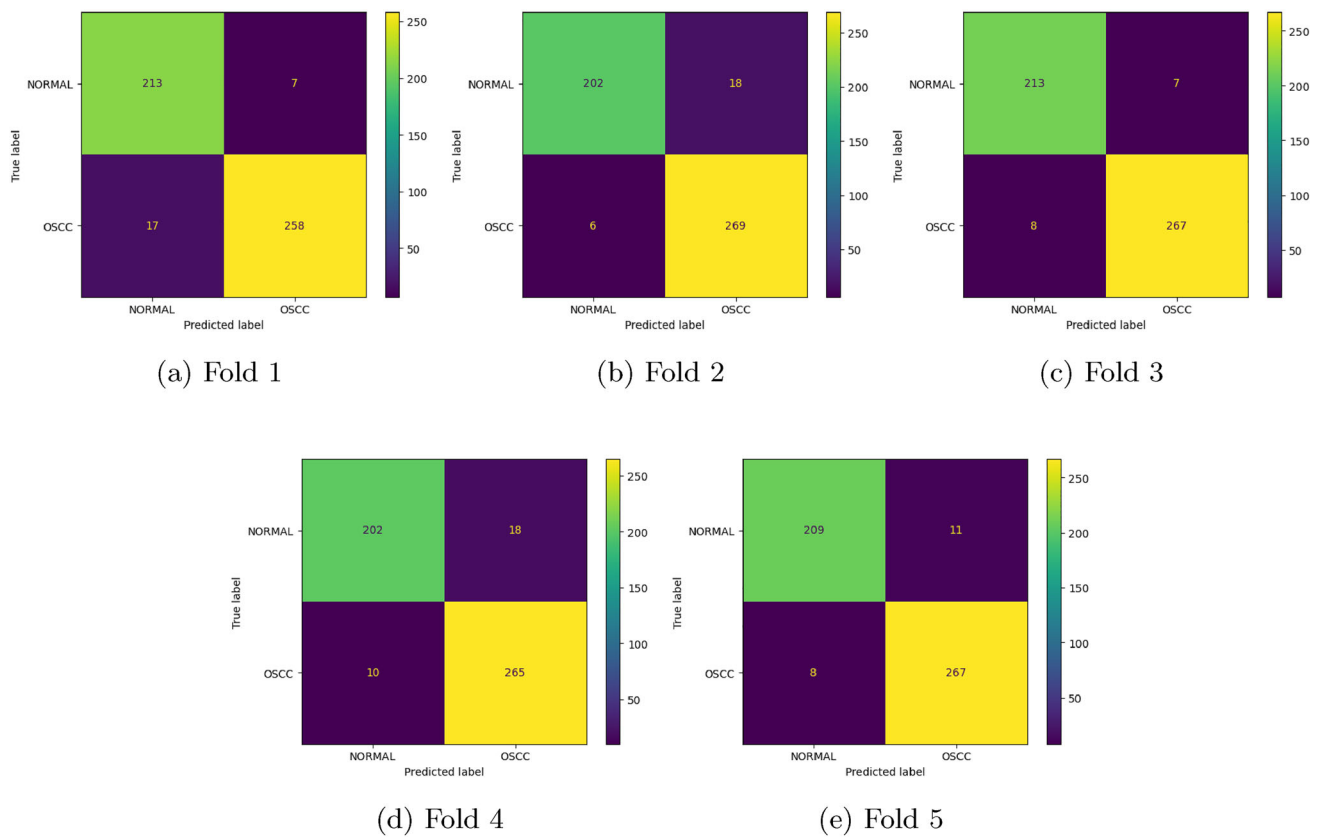 NORMAL
213
7
250
200
150
100
50
True label
OSCC
17
258
NORMAL
OSCC
Predicted label
(a) Fold 1
NORMAL
202
18
250
200
150
100
50
True label
OSCC
6
269
NORMAL
OSCC
Predicted label
(b) Fold 2
NORMAL
213
7
250
200
150
100
50
True label
OSCC
8
267
NORMAL
OSCC
Predicted label
(c) Fold 3
NORMAL
202
18
250
200
150
100
50
True label
OSCC
10
265
NORMAL
OSCC
Predicted label
(d) Fold 4
NORMAL
209
11
250
200
150
100
50
True label
OSCC
8
267
NORMAL
OSCC
Predicted label
(e) Fold 5